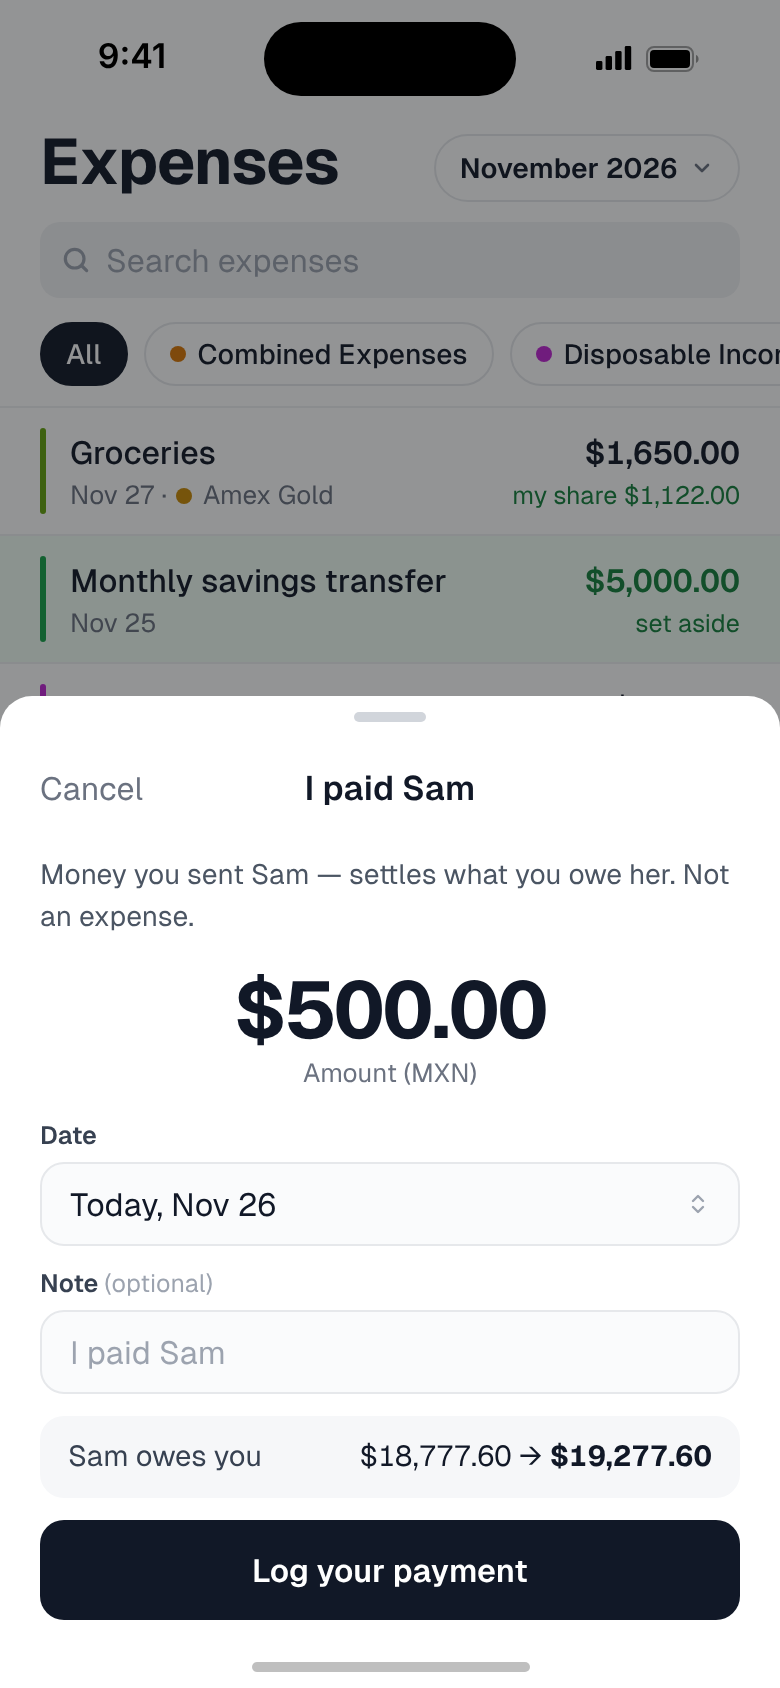 9:41
Expenses
November 2026
Search expenses
All
Combined Expenses
Disposable Incor
Groceries
$1,650.00
Nov 27 · Amex Gold
my share $1,122.00
Monthly savings transfer
$5,000.00
Nov 25
set aside
Cancel
I paid Sam
Money you sent Sam — settles what you owe her. Not
an expense.
$500.00
Amount (MXN)
Date
Today, Nov 26
Note (optional)
I paid Sam
Sam owes you
$18,777.60 → $19,277.60
Log your payment